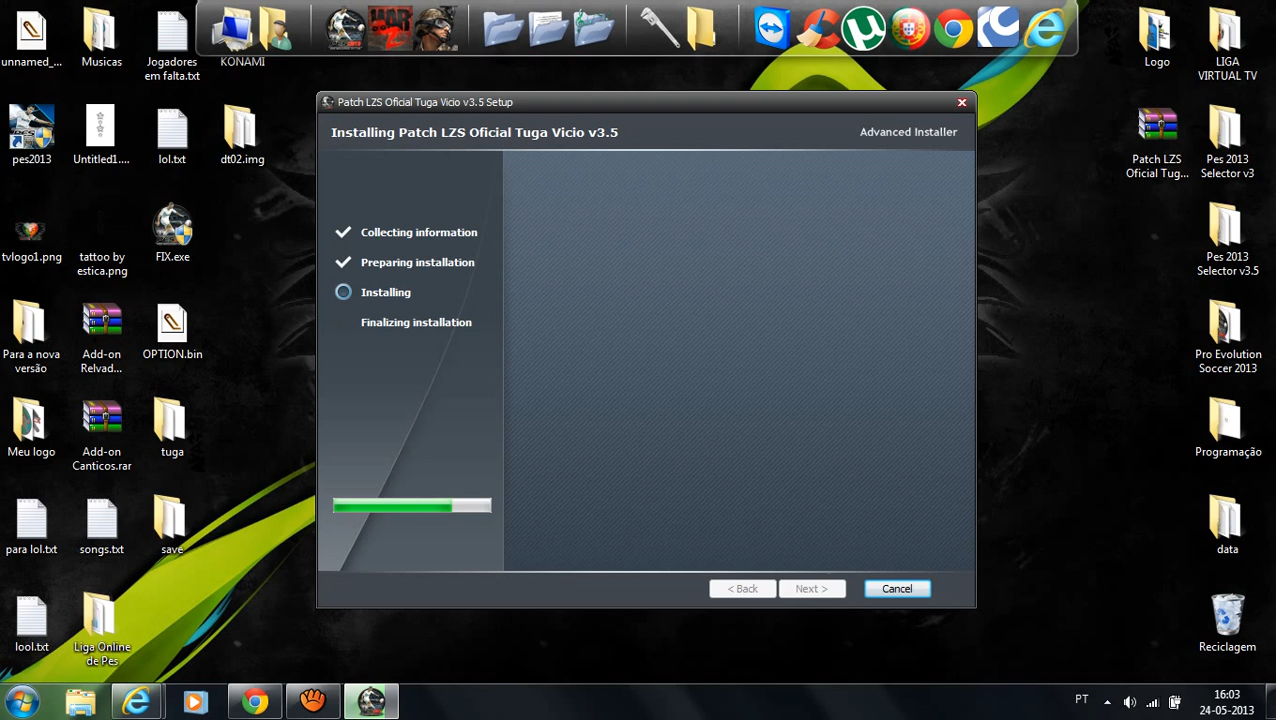 unnamed_...
Musicas
Jogadores
em falta.txt
KONAMI
Logo
LIGA
VIRTUAL TV
pes2013
Untitled1....
lol.txt
dt02.img
Patch LZS
Oficial Tug...
Pes 2013
Selector v3
tvlogo1.png
tattoo by
estica.png
FIX.exe
Pes 2013
Selector v3.5
Para a nova
versão
Add-on
Relvad...
OPTION.bin
Pro Evolution
Soccer 2013
Meu logo
Add-on
Canticos.rar
tuga
Programação
para lol.txt
songs.txt
save
data
lool.txt
Liga Online
de Pes
Reciclagem
Patch LZS Oficial Tuga Vicio v3.5 Setup
Installing Patch LZS Oficial Tuga Vicio v3.5
Advanced Installer
Collecting information
Preparing installation
Installing
Finalizing installation
< Back
Next >
Cancel
PT
16:03
24-05-2013